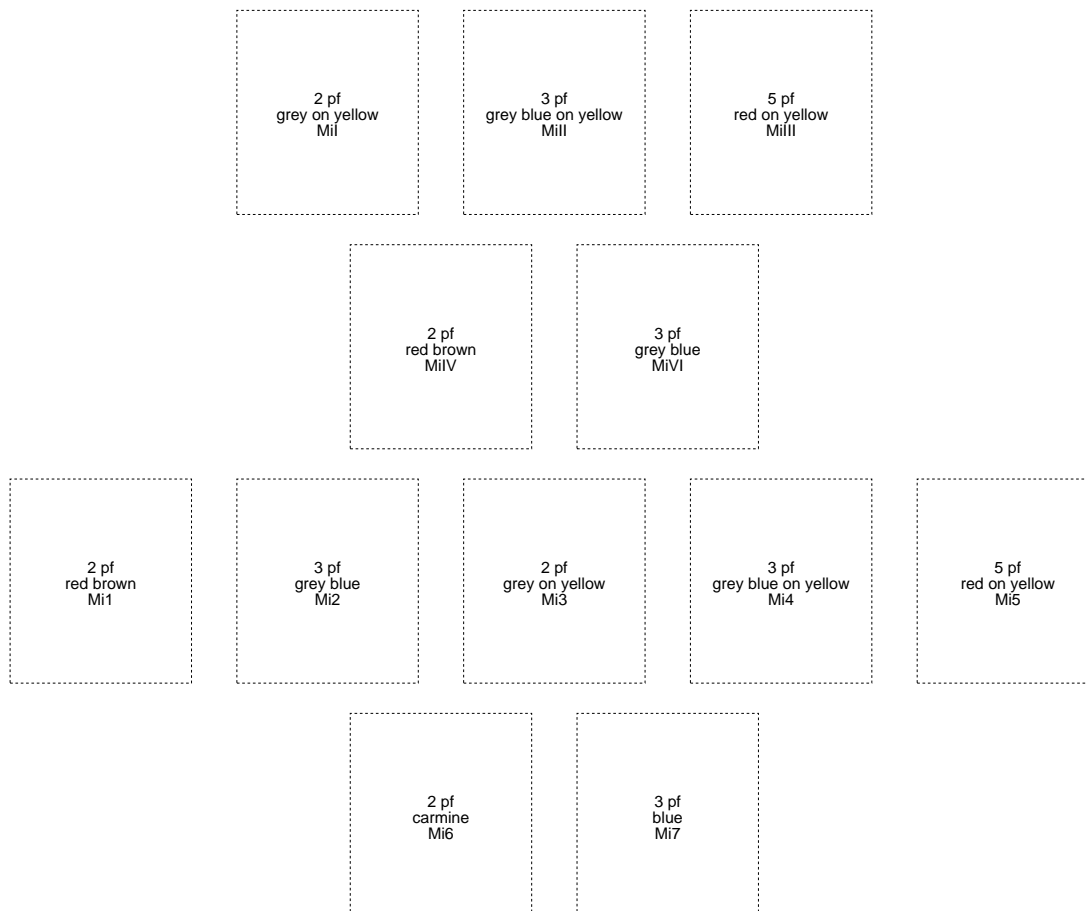 2 pf
grey on yellow
MiI
3 pf
grey blue on yellow
MiII
5 pf
red on yellow
MiIII
2 pf
red brown
MiIV
3 pf
grey blue
MiVI
2 pf
red brown
Mi1
3 pf
grey blue
Mi2
2 pf
grey on yellow
Mi3
3 pf
grey blue on yellow
Mi4
5 pf
red on yellow
Mi5
2 pf
carmine
Mi6
3 pf
blue
Mi7